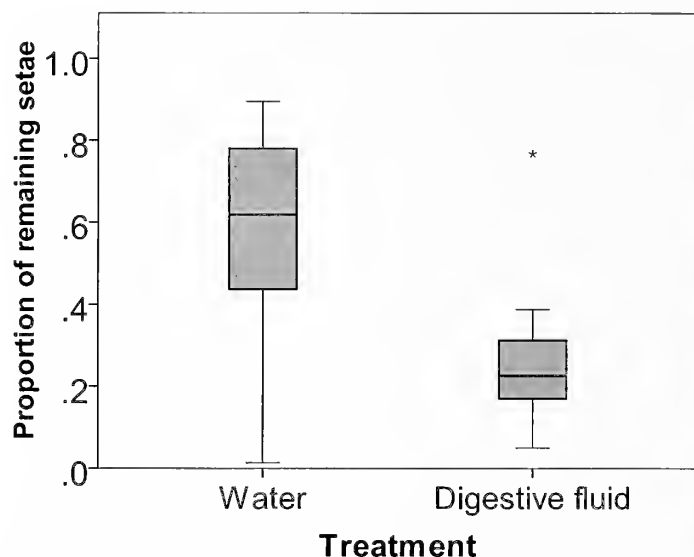 Proportion of remaining setae
1.0
.8
.6
.4
.2
.0
*
Water
Digestive fluid
Treatment